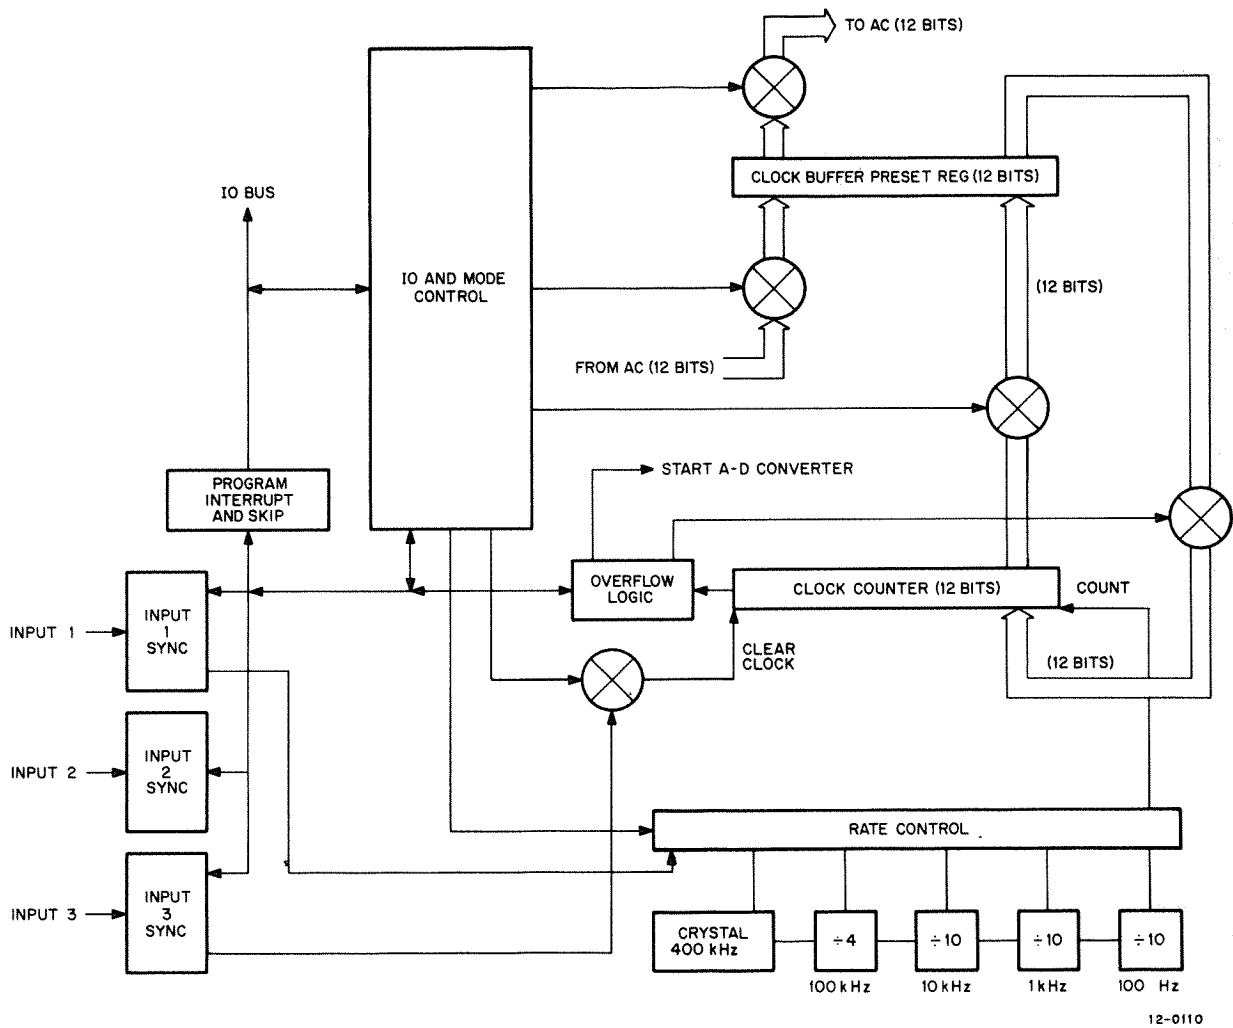 TO AC (12 BITS)
CLOCK BUFFER PRESET REG (12 BITS)
IO BUS
IO AND MODE
CONTROL
(12 BITS)
FROM AC (12 BITS)
START A-D CONVERTER
PROGRAM
INTERRUPT
AND SKIP
OVERFLOW
LOGIC
CLOCK COUNTER (12 BITS)
COUNT
INPUT 1
INPUT
1
SYNC
CLEAR
CLOCK
(12 BITS)
INPUT 2
INPUT
2
SYNC
RATE CONTROL
INPUT 3
INPUT
3
SYNC
CRYSTAL
400 kHz
÷4
÷10
÷10
÷10
100 kHz
10 kHz
1 kHz
100 Hz
12-0110